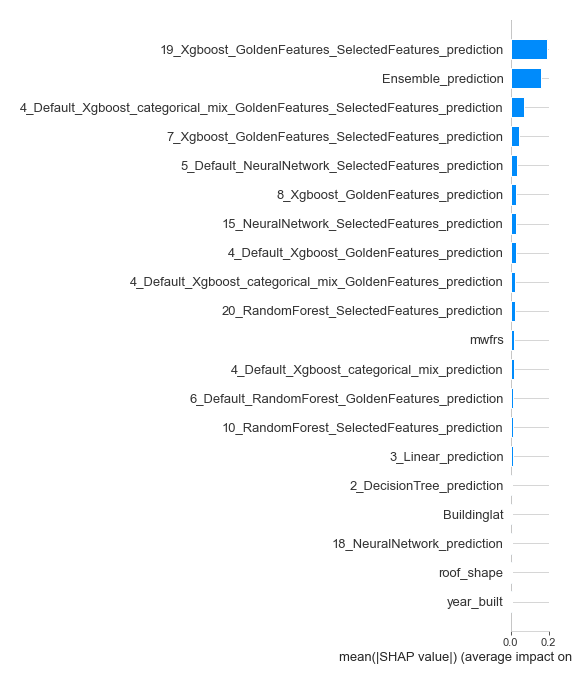 19_Xgboost_GoldenFeatures_SelectedFeatures_prediction
Ensemble_prediction
4_Default_Xgboost_categorical_mix_GoldenFeatures_SelectedFeatures_prediction
7_Xgboost_GoldenFeatures_SelectedFeatures_prediction
5_Default_NeuralNetwork_SelectedFeatures_prediction
8_Xgboost_GoldenFeatures_prediction
15_NeuralNetwork_SelectedFeatures_prediction
4_Default_Xgboost_GoldenFeatures_prediction
4_Default_Xgboost_categorical_mix_GoldenFeatures_prediction
20_RandomForest_SelectedFeatures_prediction
mwfrs
4_Default_Xgboost_categorical_mix_prediction
6_Default_RandomForest_GoldenFeatures_prediction
10_RandomForest_SelectedFeatures_prediction
3_Linear_prediction
2_DecisionTree_prediction
Buildinglat
18_NeuralNetwork_prediction
roof_shape
year_built
0.0 0.2
mean(|SHAP value|) (average impact on